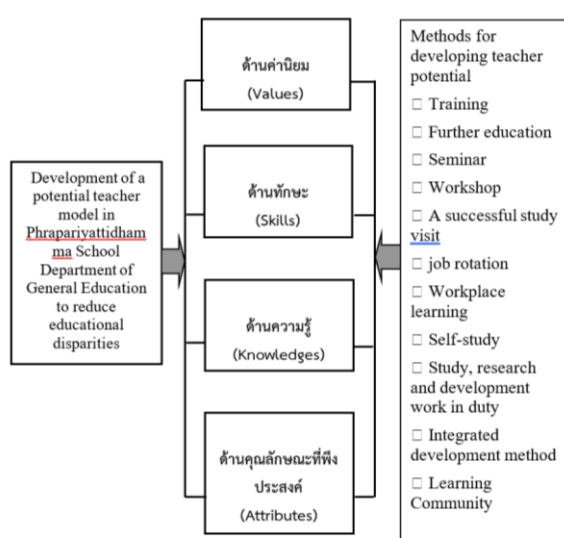 Development of a
potential teacher
model in
Phrapariyattidham
ma School
Department of
General Education
to reduce
educational
disparities
ด้านค่านิยม
(Values)
ด้านทักษะ
(Skills)
ด้านความรู้
(Knowledges)
ด้านคุณลักษณะที่พึง
ประสงค์
(Attributes)
Methods for
developing teacher
potential
☐ Training
☐ Further education
☐ Seminar
☐ Workshop
☐ A successful study
visit
☐ job rotation
☐ Workplace
learning
☐ Self-study
☐ Study, research
and development
work in duty
☐ Integrated
development method
☐ Learning
Community